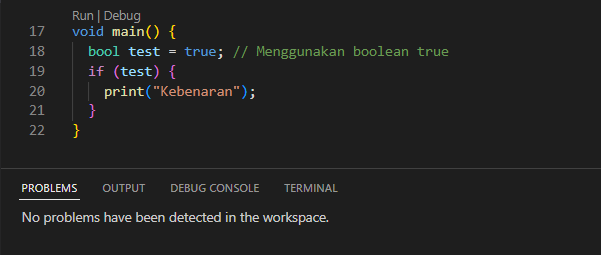 Run | Debug
17 void main() {
18 bool test = true; // Menggunakan boolean true
19 if (test) {
20 print("Kebenaran");
21 }
22 }
PROBLEMS OUTPUT DEBUG CONSOLE TERMINAL
No problems have been detected in the workspace.